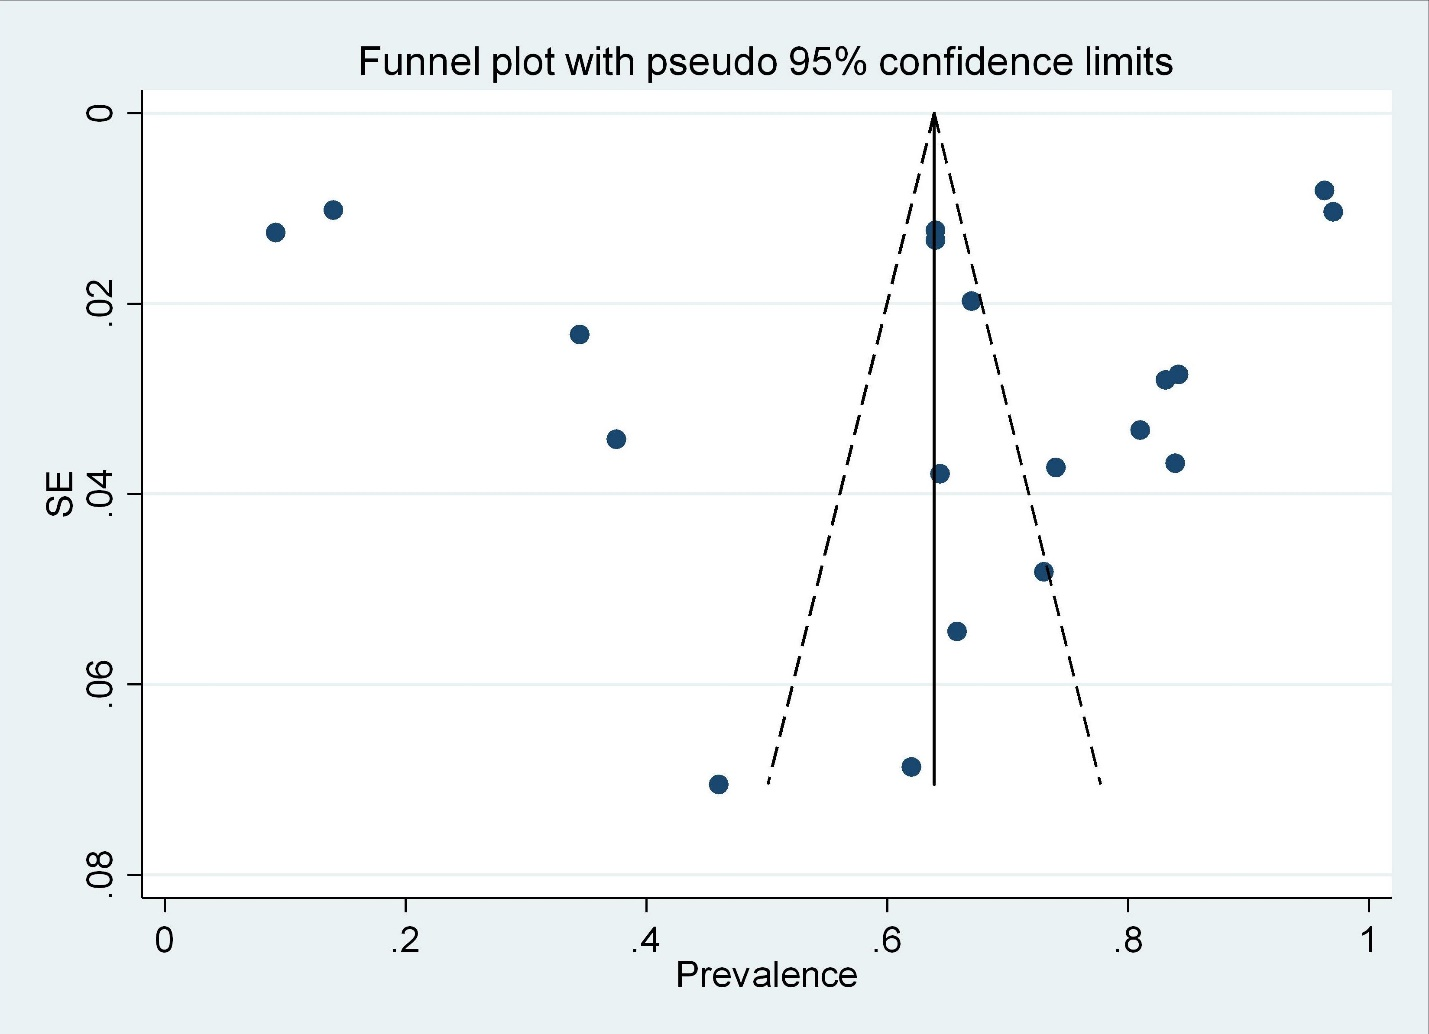 Funnel plot with pseudo 95% confidence limits
SE
0
.02
.04
.06
.08
0 .2 .4 .6 .8 1
Prevalence